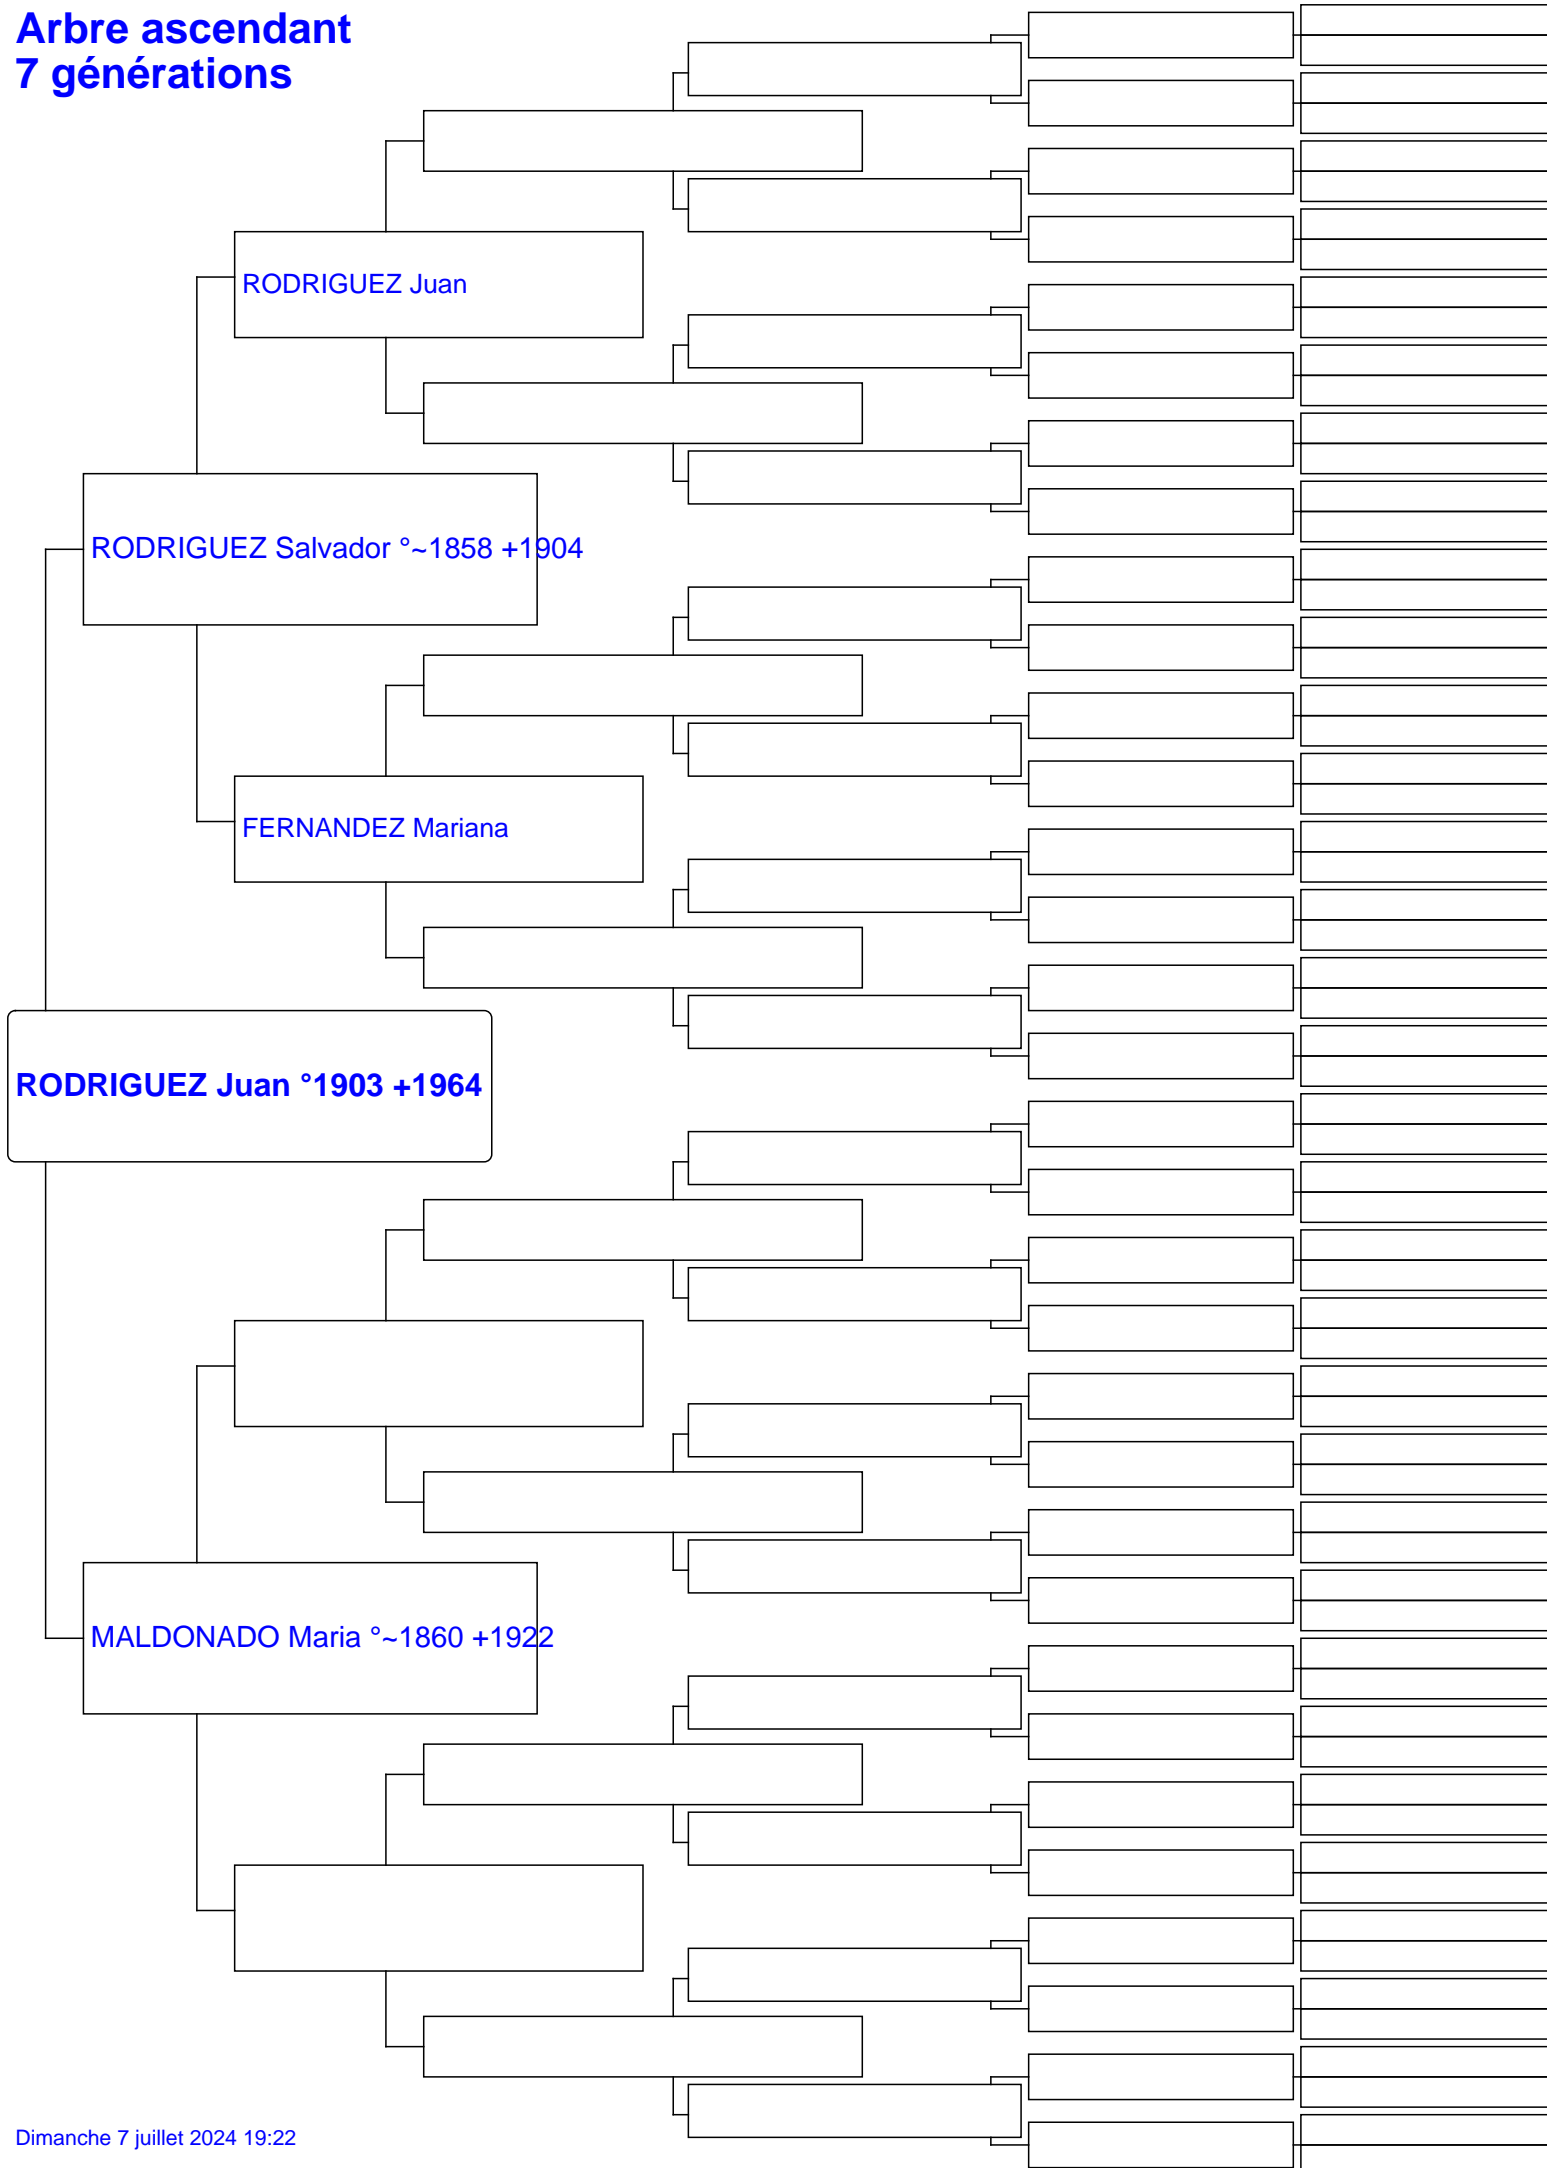 Arbre ascendant
7 générations
RODRIGUEZ Juan
RODRIGUEZ Salvador °~1858 +1904
FERNANDEZ Mariana
RODRIGUEZ Juan °1903 +1964
MALDONADO Maria °~1860 +1922
Dimanche 7 juillet 2024 19:22